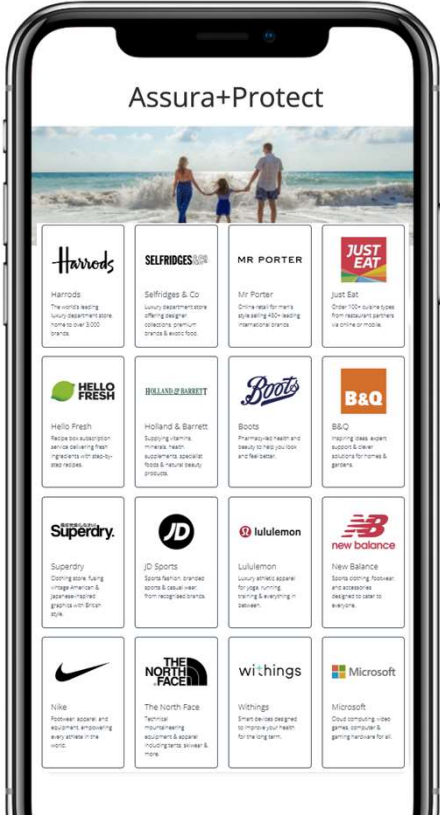 Assura+Protect
Harrods
SELFRIDGES&Co
MR PORTER
JUST
EAT
Harrods
The world's leading
luxury department store,
home to over 3,000
brands.
Selfridges & Co
Luxury department store
offering designer
collections, premium
brands & exotic food.
Mr Porter
Online retail for men's
style selling 450+ leading
international brands.
Just Eat
Order 100+ cuisine types
from restaurant partners
via online or mobile.
HELLO
FRESH
HOLLAND & BARRETT
Boots
B&Q
Hello Fresh
Recipe box subscription
service delivering fresh
ingredients with step-by-
step recipes.
Holland & Barrett
Supplying vitamins,
minerals, health
supplements, specialist
foods & natural beauty
products.
Boots
Pharmacy-led health and
beauty to help you look
and feel better.
B&Q
Inspiring ideas, expert
support & clever
solutions for homes &
gardens.
Superdry.
JD
lululemon
new balance
Superdry
Clothing store, fusing
vintage American &
Japanese-inspired
graphics with British
style.
JD Sports
Sports fashion, branded
sports & casual wear,
from recognised brands.
Lululemon
Luxury athletic apparel
for yoga, running,
training & everything in
between.
New Balance
Sports clothing, footwear,
and accessories
designed to cater to
everyone.
THE
NORTH
FACE
withings
Microsoft
Nike
Footwear, apparel, and
equipment, empowering
every athlete in the
world.
The North Face
Technical
mountaineering
equipment & apparel
including tents, skiwear &
more.
Withings
Smart devices designed
to improve your health
for the long term.
Microsoft
Cloud computing, video
games, computer &
gaming hardware for all.